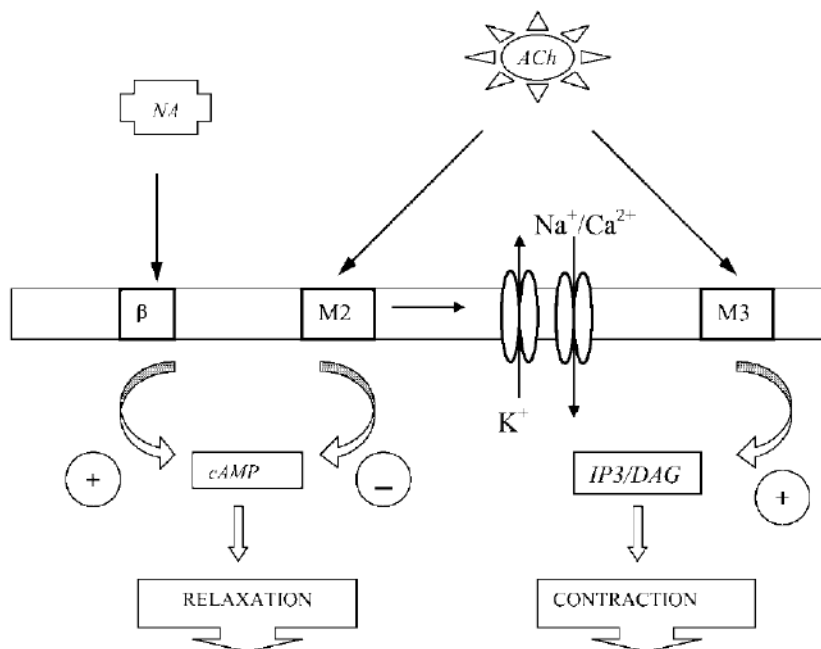 ACh
NA
Na⁺/Ca²⁺
β
M2
M3
K⁺
+
cAMP
–
IP3/DAG
+
RELAXATION
CONTRACTION